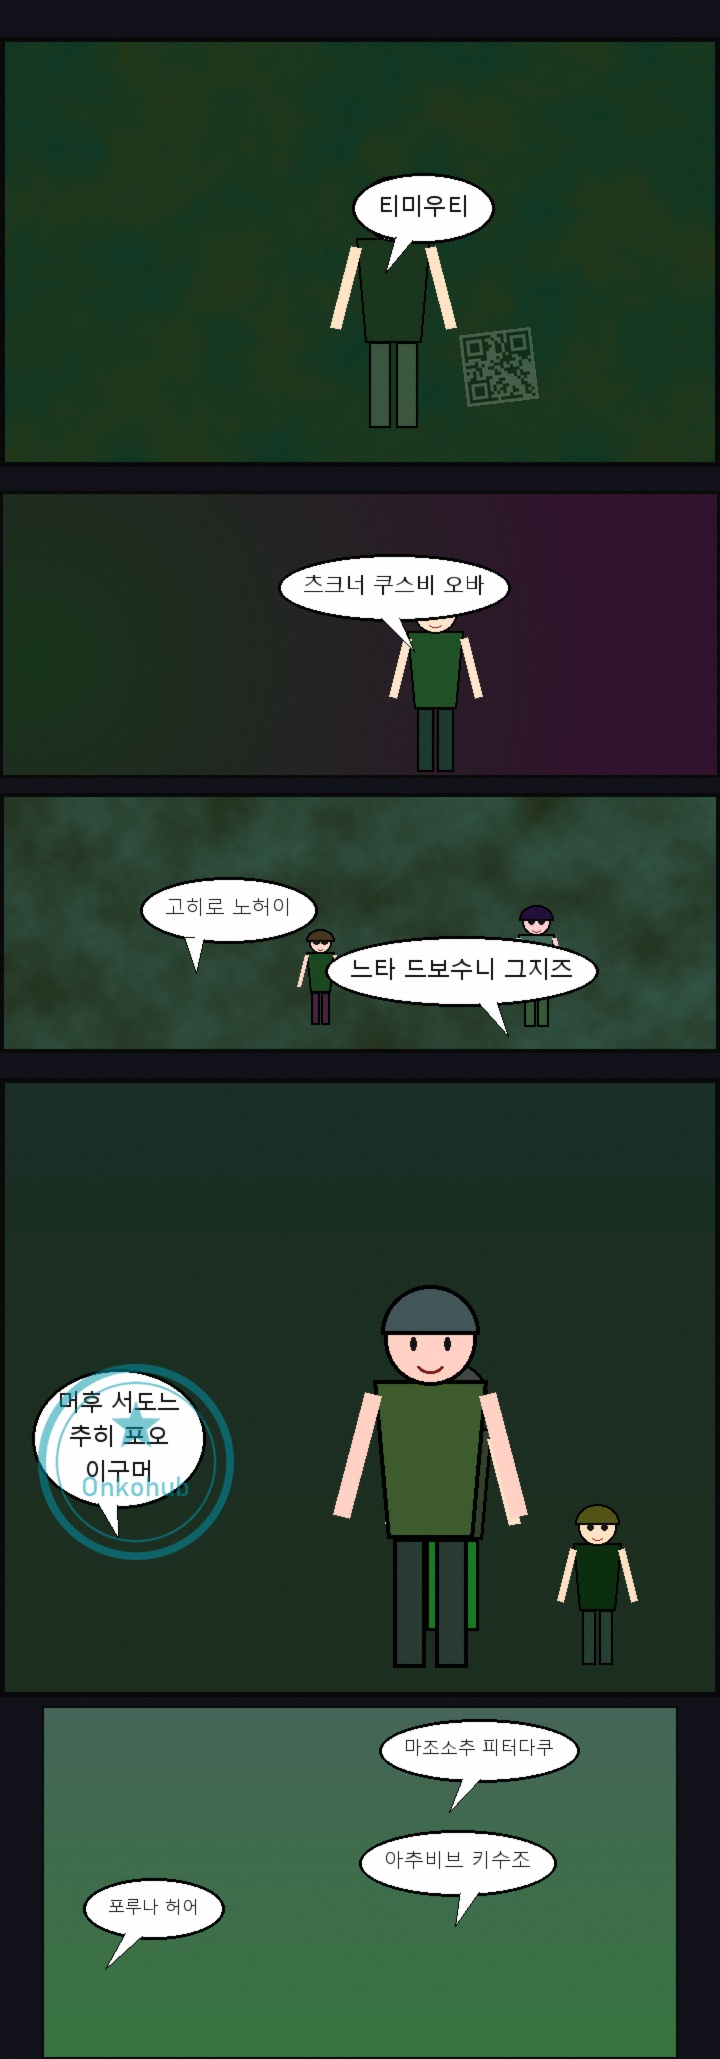 티미우티
츠크너 쿠스비 오바
고히로 노허이
느타 드보수니 그지즈
머후 서도느
추히 포오
이구머
Onkohub
마조소추 피터다쿠
아추비브 키수조
포루나 허어